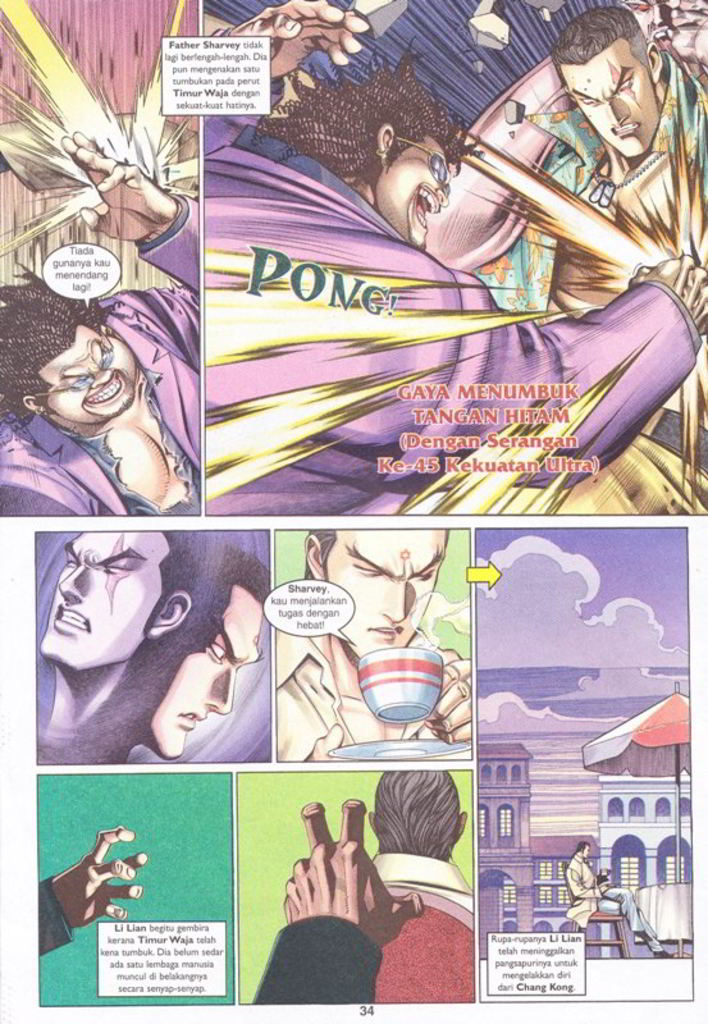 Father Sharvey tidak
lagi berlengah-lengah. Dia
pun mengenakan satu
tumbukan pada perut
Timur Waja dengan
sekuat-kuat hatinya.
Tiada
gunanya kau
menendang
lagi!
PONG!
GAYA MENUMBUK
TANGAN HITAM
(Dengan Serangan
Ke-45 Kekuatan Ultra)
Sharvey,
kau menjalankan
tugas dengan
hebat!
Li Lian begitu gembira
kerana Timur Waja telah
kena tumbuk. Dia belum sedar
ada satu lembaga manusia
muncul di belakangnya
secara senyap-senyap.
Rupa-rupanya Li Lian
telah meninggalkan
pangsapurinya untuk
mengelakkan diri
dari Chang Kong.
34